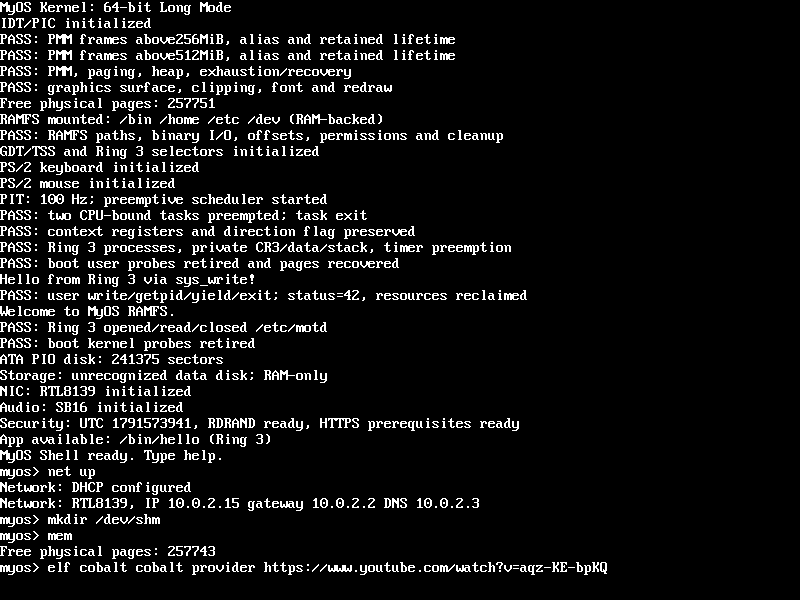 MyOS Kernel: 64-bit Long Mode
IDT/PIC initialized
PASS: PMM frames above256MiB, alias and retained lifetime
PASS: PMM frames above512MiB, alias and retained lifetime
PASS: PMM, paging, heap, exhaustion/recovery
PASS: graphics surface, clipping, font and redraw
Free physical pages: 257751
RAMFS mounted: /bin /home /etc /dev (RAM-backed)
PASS: RAMFS paths, binary I/O, offsets, permissions and cleanup
GDT/TSS and Ring 3 selectors initialized
PS/2 keyboard initialized
PS/2 mouse initialized
PIT: 100 Hz; preemptive scheduler started
PASS: two CPU-bound tasks preempted; task exit
PASS: context registers and direction flag preserved
PASS: Ring 3 processes, private CR3/data/stack, timer preemption
PASS: boot user probes retired and pages recovered
Hello from Ring 3 via sys_write!
PASS: user write/getpid/yield/exit; status=42, resources reclaimed
Welcome to MyOS RAMFS.
PASS: Ring 3 opened/read/closed /etc/motd
PASS: boot kernel probes retired
ATA PIO disk: 241375 sectors
Storage: unrecognized data disk; RAM-only
NIC: RTL8139 initialized
Audio: SB16 initialized
Security: UTC 1791573941, RDRAND ready, HTTPS prerequisites ready
App available: /bin/hello (Ring 3)
MyOS Shell ready. Type help.
myos> net up
Network: DHCP configured
Network: RTL8139, IP 10.0.2.15 gateway 10.0.2.2 DNS 10.0.2.3
myos> mkdir /dev/shm
myos> mem
Free physical pages: 257743
myos> elf cobalt cobalt provider https://www.youtube.com/watch?v=aqz-KE-bpKQ